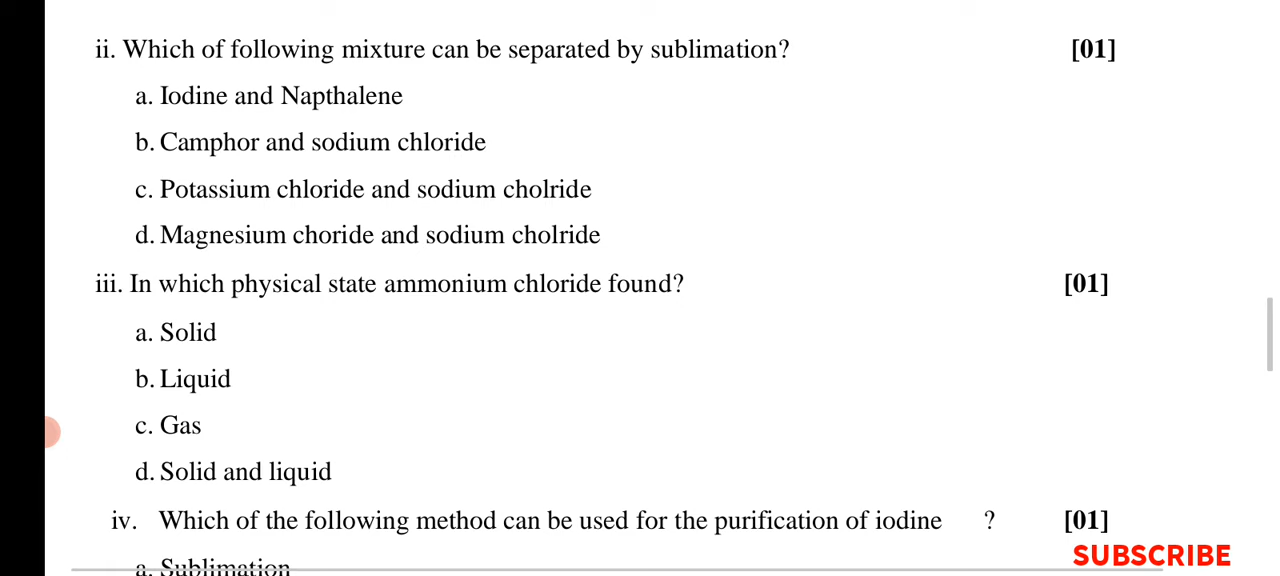 ii. Which of following mixture can be separated by sublimation? [01]
a. Iodine and Napthalene
b. Camphor and sodium chloride
c. Potassium chloride and sodium cholride
d. Magnesium choride and sodium cholride
iii. In which physical state ammonium chloride found? [01]
a. Solid
b. Liquid
c. Gas
d. Solid and liquid
iv. Which of the following method can be used for the purification of iodine ? [01]
SUBSCRIBE
a. Sublimation